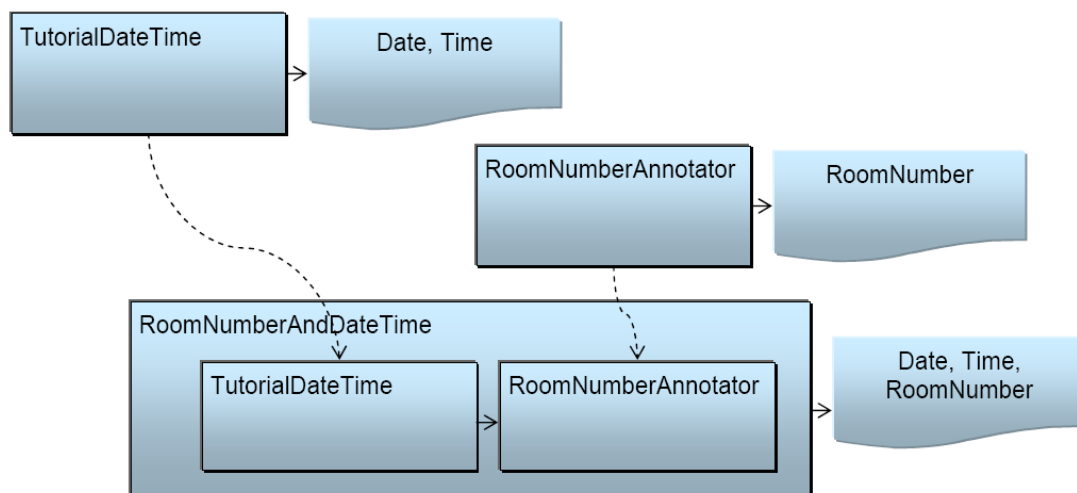 TutorialDateTime
Date, Time
RoomNumberAnnotator
RoomNumber
RoomNumberAndDateTime
TutorialDateTime
RoomNumberAnnotator
Date, Time,
RoomNumber